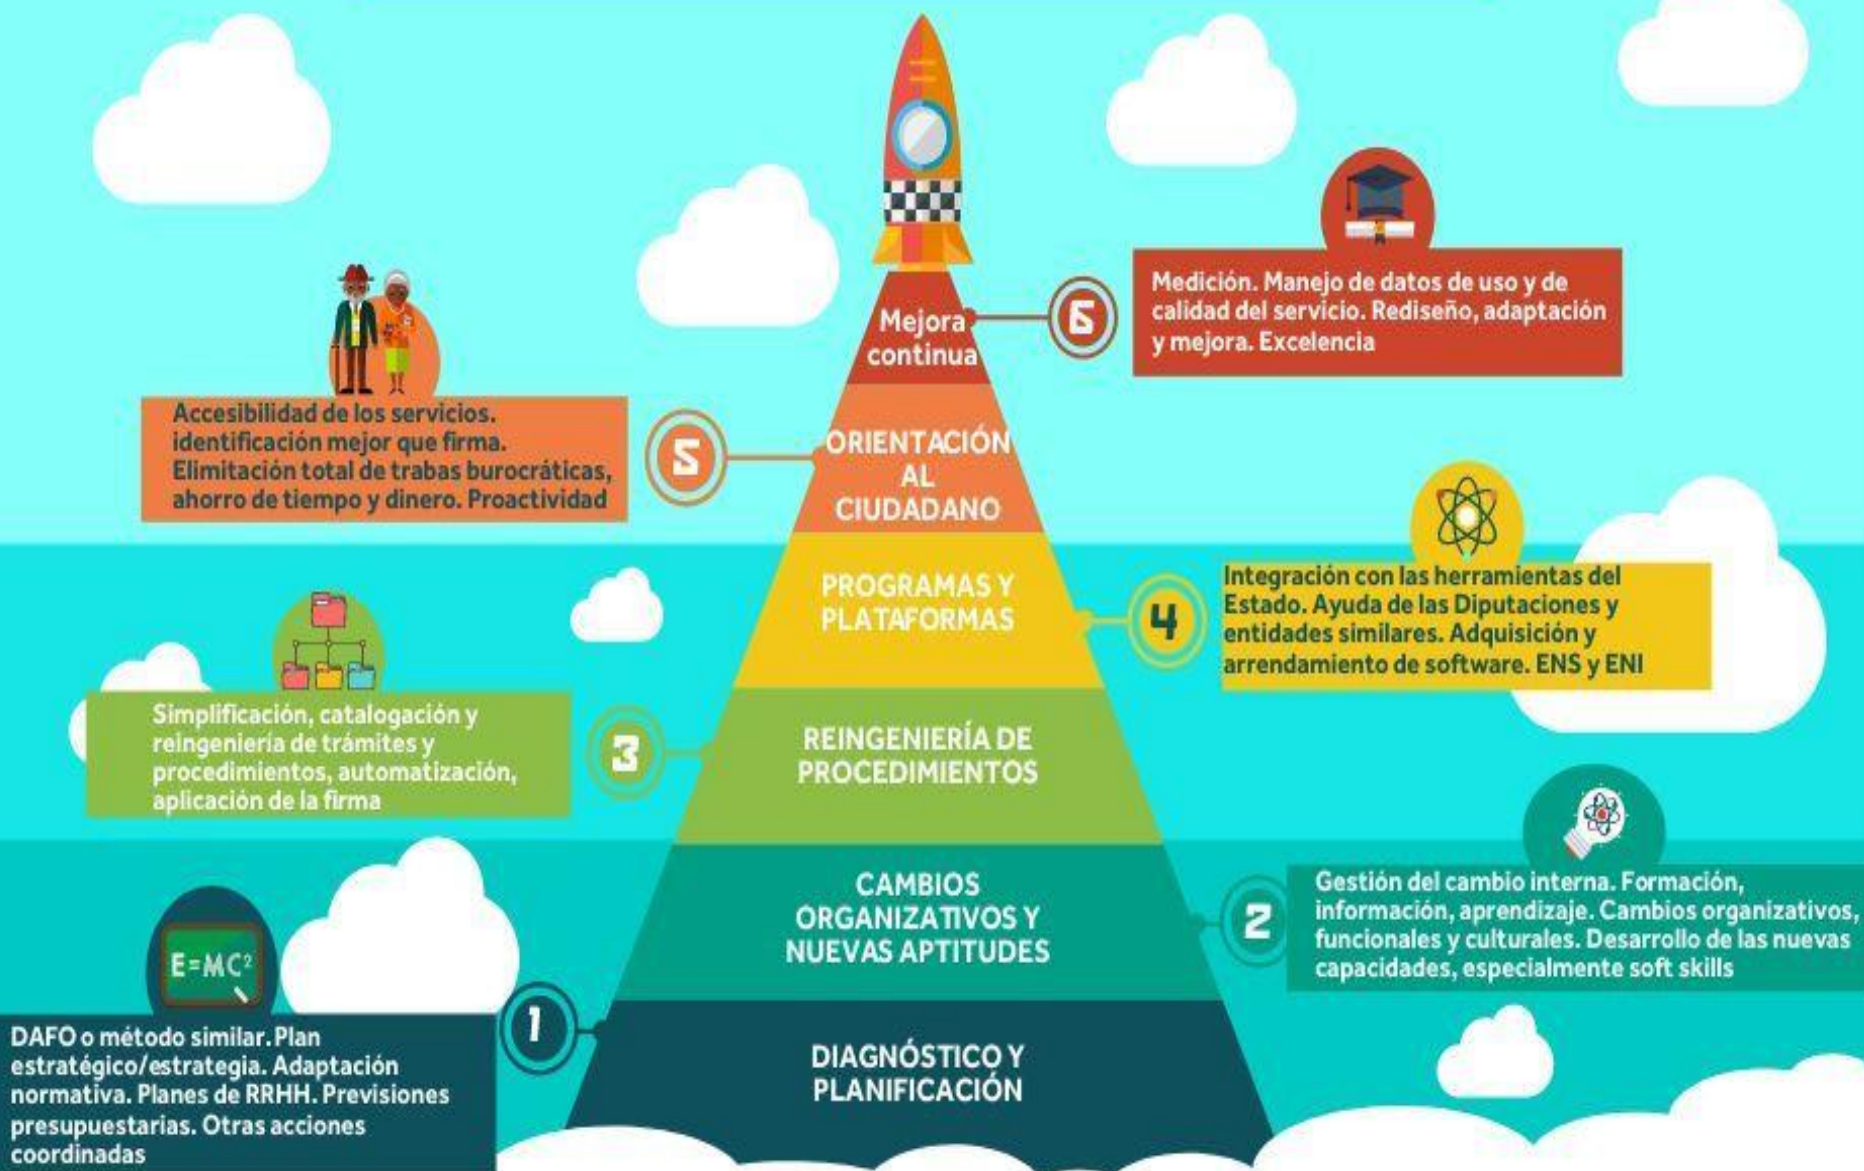 Mejora
continua
6
Medición. Manejo de datos de uso y de
calidad del servicio. Rediseño, adaptación
y mejora. Excelencia
Accesibilidad de los servicios.
identificación mejor que firma.
Elimitación total de trabas burocráticas,
ahorro de tiempo y dinero. Proactividad
5
ORIENTACIÓN
AL
CIUDADANO
PROGRAMAS Y
PLATAFORMAS
4
Integración con las herramientas del
Estado. Ayuda de las Diputaciones y
entidades similares. Adquisición y
arrendamiento de software. ENS y ENI
Simplificación, catalogación y
reingeniería de trámites y
procedimientos, automatización,
aplicación de la firma
3
REINGENIERÍA DE
PROCEDIMIENTOS
CAMBIOS
ORGANIZATIVOS Y
NUEVAS APTITUDES
2
Gestión del cambio interna. Formación,
información, aprendizaje. Cambios organizativos,
funcionales y culturales. Desarrollo de las nuevas
capacidades, especialmente soft skills
E=MC²
1
DAFO o método similar. Plan
estratégico/estrategia. Adaptación
normativa. Planes de RRHH. Previsiones
presupuestarias. Otras acciones
coordinadas
DIAGNÓSTICO Y
PLANIFICACIÓN